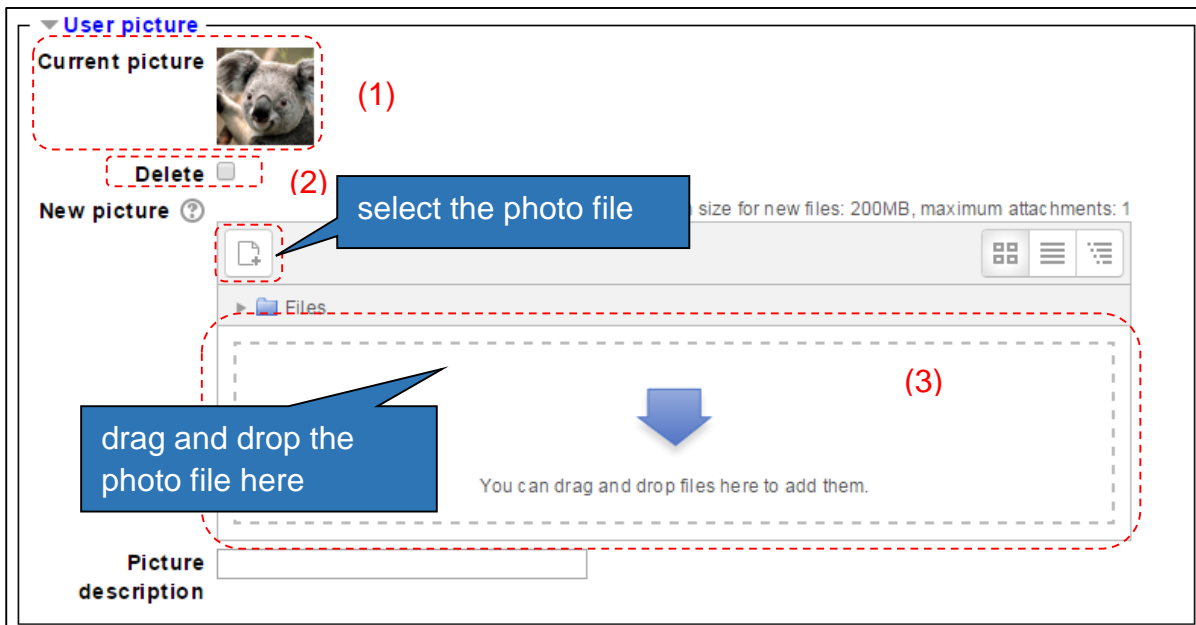 User picture
Current picture
(1)
Delete
(2)
New picture
select the photo file
size for new files: 200MB, maximum attachments: 1
Files
(3)
drag and drop the
photo file here
You can drag and drop files here to add them.
Picture
description